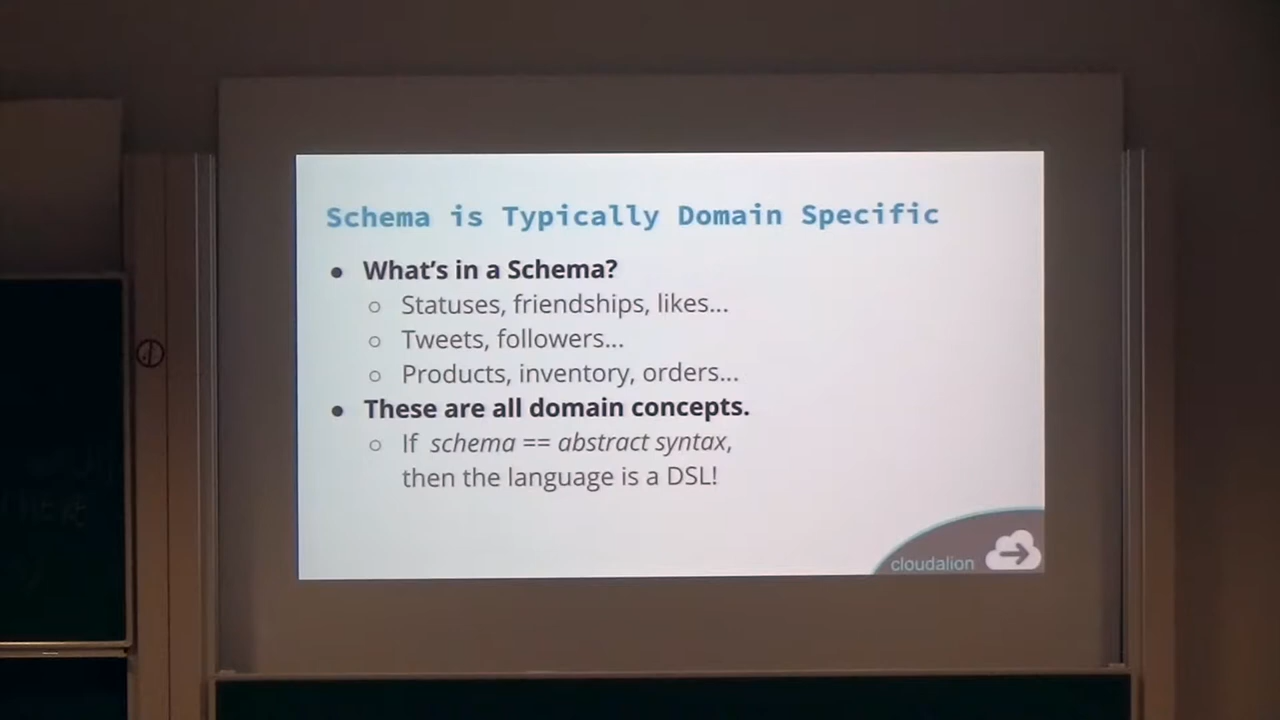 Schema is Typically Domain Specific
● What's in a Schema?
○ Statuses, friendships, likes...
○ Tweets, followers...
○ Products, inventory, orders...
● These are all domain concepts.
○ If schema == abstract syntax,
then the language is a DSL!
cloudalion